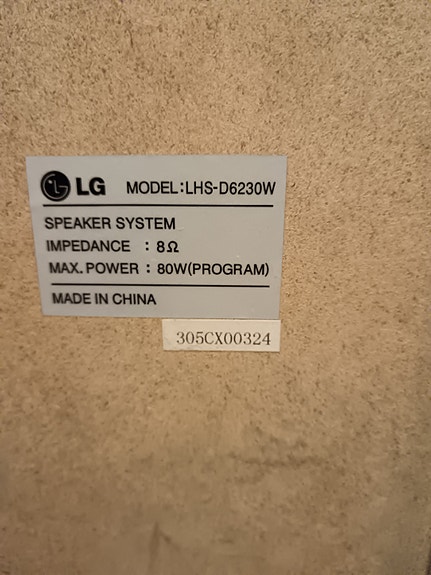 LG MODEL:LHS-D6230W
SPEAKER SYSTEM
IMPEDANCE : 8Ω
MAX. POWER : 80W(PROGRAM)
MADE IN CHINA
305CX00324